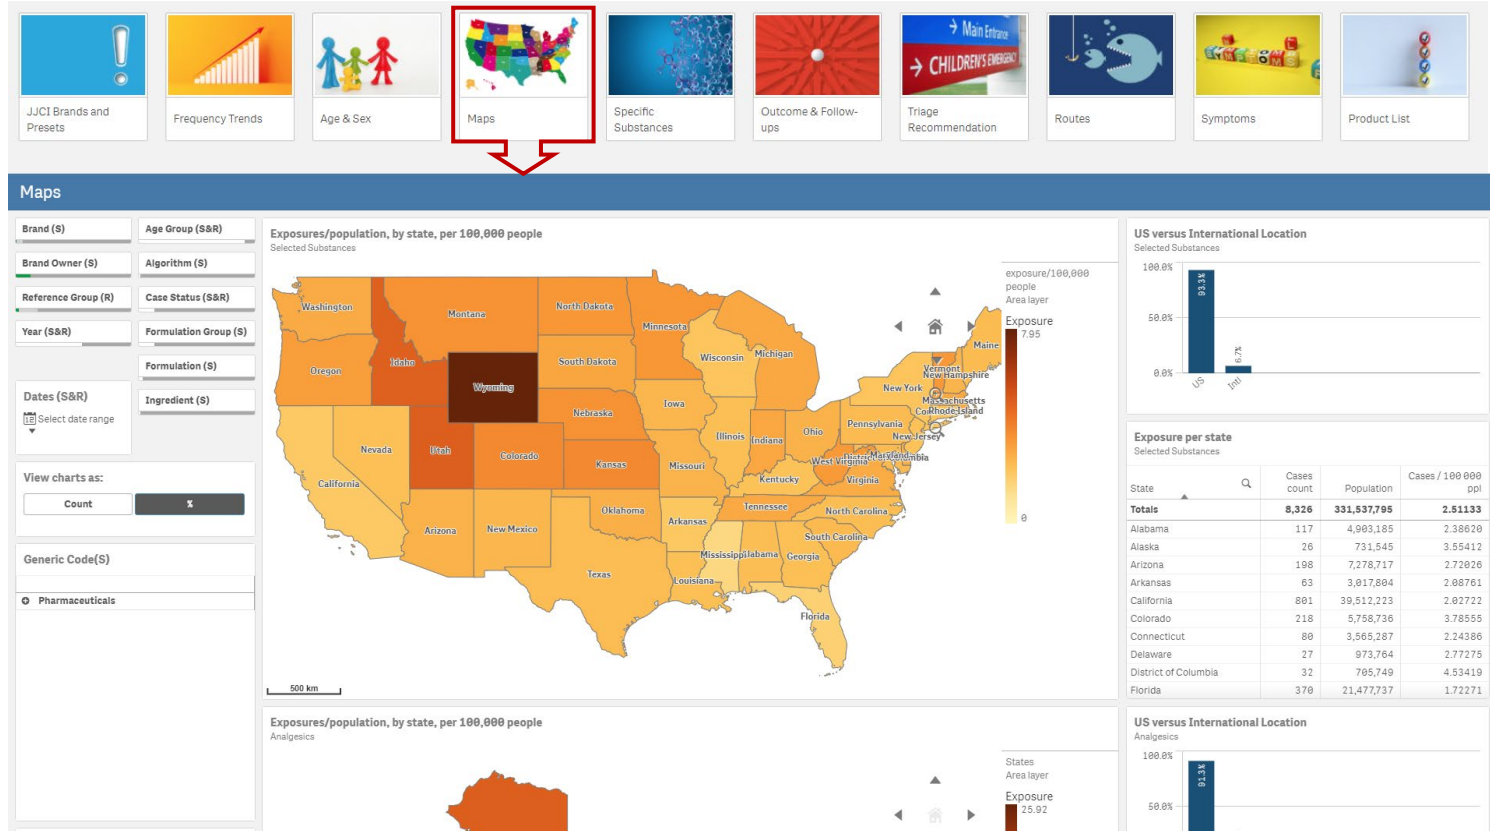 Main Entrance
CHILDREN'S EMERGENCY
SYMPTOMS
JJCI Brands and
Presets
Frequency Trends
Age & Sex
Maps
Specific
Substances
Outcome & Follow-
ups
Triage
Recommendation
Routes
Symptoms
Product List
Maps
Brand (S)
Age Group (S&R)
Brand Owner (S)
Algorithm (S)
Reference Group (R)
Case Status (S&R)
Year (S&R)
Formulation Group (S)
Formulation (S)
Ingredient (S)
Dates (S&R)
12 Select date range
View charts as:
Count
%
Generic Code(S)
Pharmaceuticals
Exposures/population, by state, per 100,000 people
Selected Substances
Washington
Montana
North Dakota
Minnesota
Maine
Idaho
Oregon
Wyoming
South Dakota
Wisconsin
Michigan
Vermont
New Hampshire
New York
Massachusetts
Rhode Island
Nebraska
Iowa
Pennsylvania
New Jersey
Nevada
Utah
Colorado
Kansas
Missouri
Illinois
Indiana
Ohio
West Virginia
Virginia
California
Kentucky
Oklahoma
Arkansas
Tennessee
North Carolina
Arizona
New Mexico
South Carolina
Mississippi
Alabama
Georgia
Texas
Louisiana
Florida
500 km
exposure/100,000
people
Area layer
Exposure
7.95
0
US versus International Location
Selected Substances
100.0%
50.0%
0.0%
93.3%
6.7%
US
Intl
Exposure per state
Selected Substances
State Cases count Population Cases / 100 000 ppl
Totals 8,326 331,537,795 2.51133
Alabama 117 4,903,185 2.38620
Alaska 26 731,545 3.55412
Arizona 198 7,278,717 2.72026
Arkansas 63 3,017,804 2.08761
California 801 39,512,223 2.02722
Colorado 218 5,758,736 3.78555
Connecticut 80 3,565,287 2.24386
Delaware 27 973,764 2.77275
District of Columbia 32 705,749 4.53419
Florida 370 21,477,737 1.72271
Exposures/population, by state, per 100,000 people
Analgesics
States
Area layer
Exposure
25.92
US versus International Location
Analgesics
100.0%
50.0%
91.3%